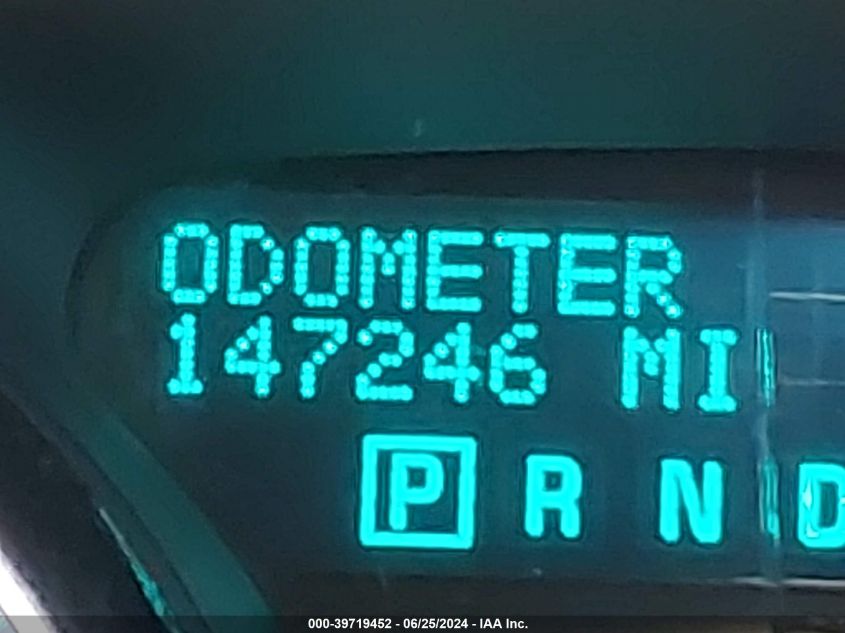 ODOMETER
147246 MI
P R N D
000-39719452 - 06/25/2024 - IAA Inc.